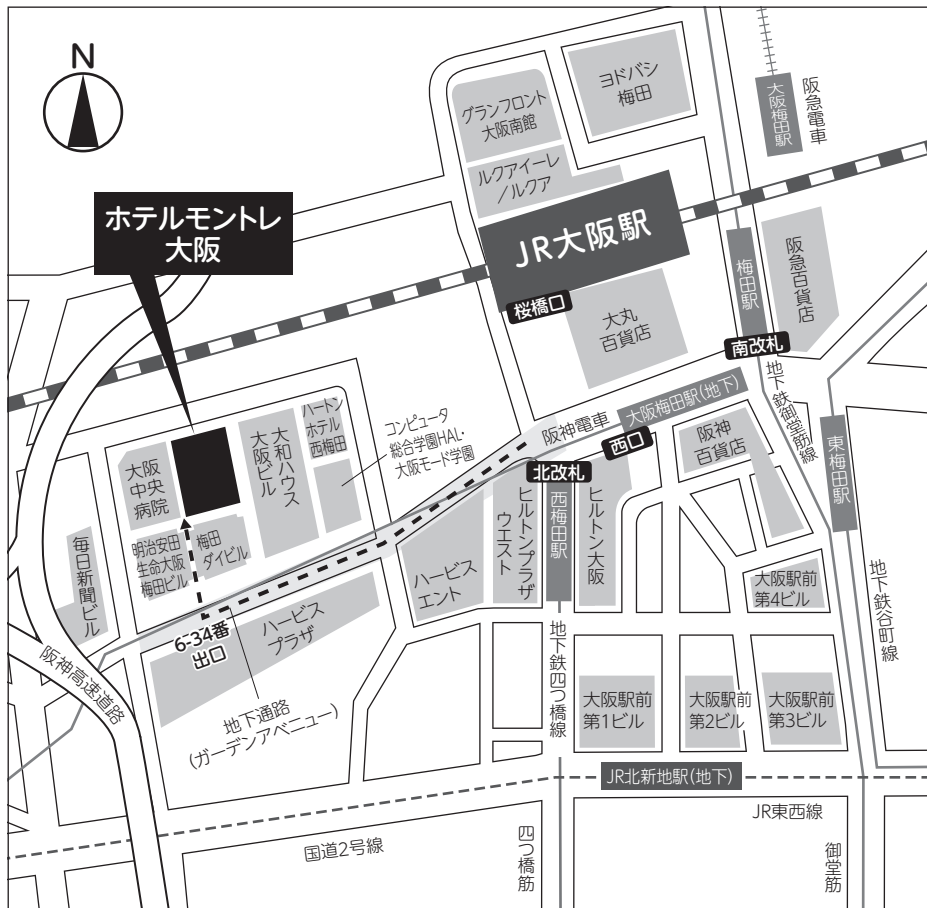 N
ヨドバシ
梅田
グランフロント
大阪南館
ルクアイーレ
/ルクア
大阪梅田駅
阪急電車
ホテルモントレ
大阪
JR大阪駅
桜橋口
大丸
百貨店
梅田駅
阪急百貨店
南改札
地下鉄御堂筋線
大阪梅田駅(地下)
阪神電車
西口
阪神
百貨店
東梅田駅
北改札
西梅田駅
コンピュータ
総合学園HAL・
大阪モード学園
ハートン
ホテル
西梅田
大和ハウス
大阪ビル
大阪
中央
病院
明治安田
生命大阪
梅田ビル
梅田
ダイビル
毎日新聞ビル
ハービス
エント
ヒルトンプラザ
ウエスト
ヒルトン大阪
大阪駅前
第4ビル
地下鉄谷町線
6-34番
出口
ハービス
プラザ
地下通路
(ガーデンアベニュー)
阪神高速道路
地下鉄四つ橋線
大阪駅前
第1ビル
大阪駅前
第2ビル
大阪駅前
第3ビル
JR北新地駅(地下)
JR東西線
国道2号線
四つ橋筋
御堂筋